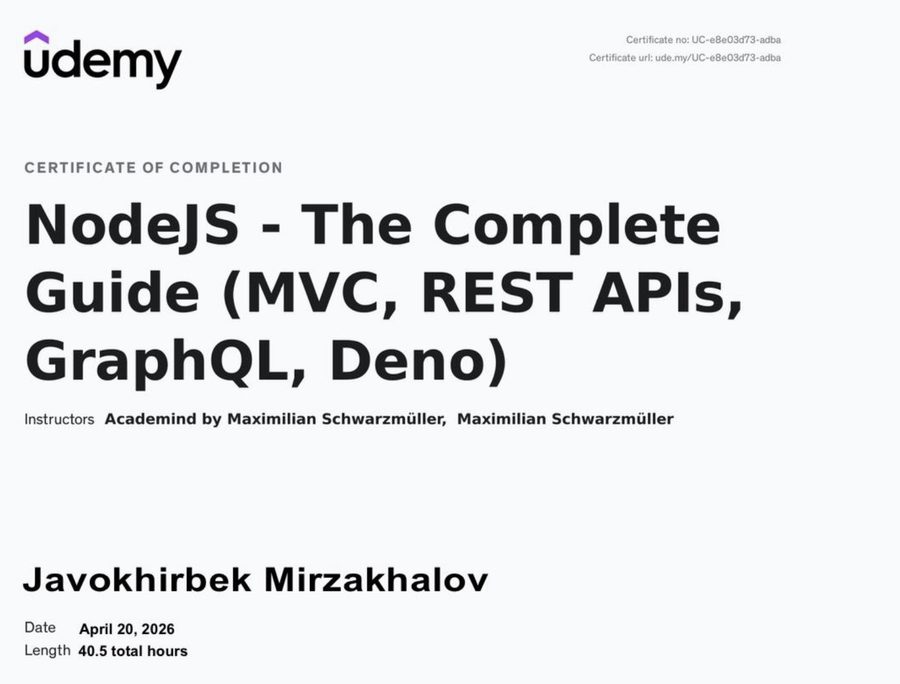 udemy
Certificate no: UC-e8e03d73-adba
Certificate url: ude.my/UC-e8e03d73-adba
CERTIFICATE OF COMPLETION
NodeJS - The Complete
Guide (MVC, REST APIs,
GraphQL, Deno)
Instructors Academind by Maximilian Schwarzmüller, Maximilian Schwarzmüller
Javokhirbek Mirzakhalov
Date April 20, 2026
Length 40.5 total hours